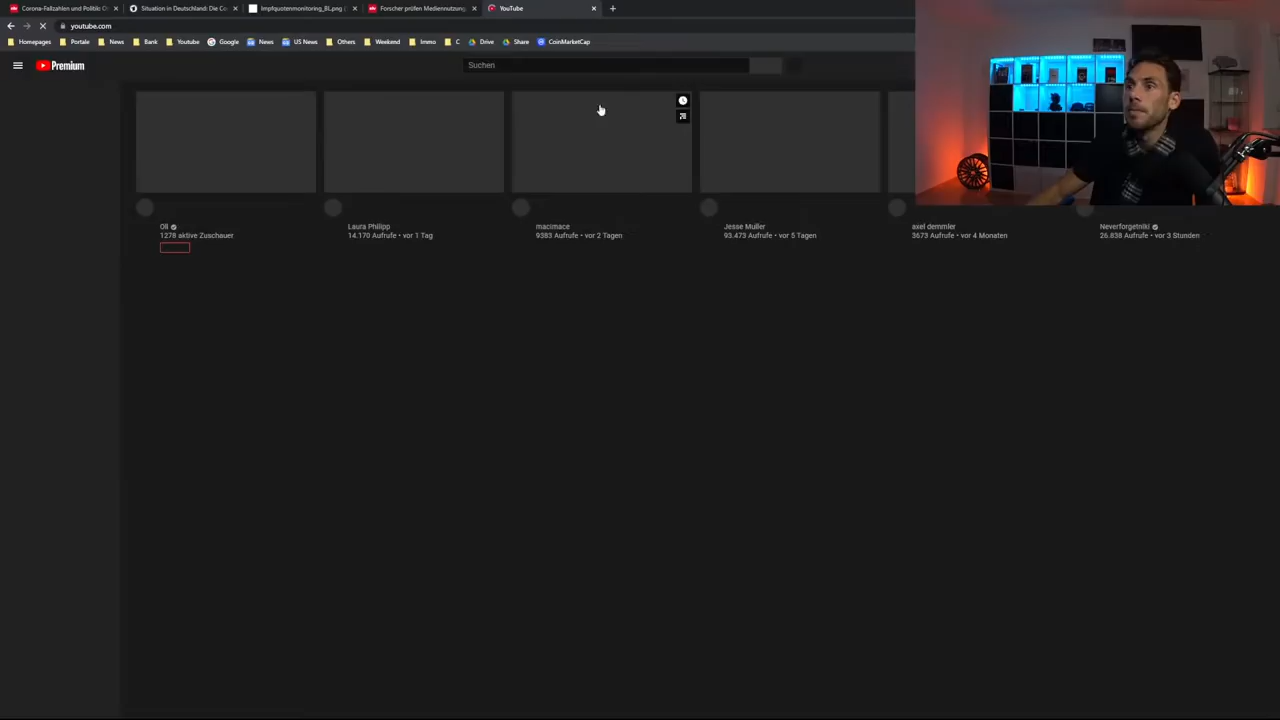 Corona-Fallzahlen und Politik: Or
Situation in Deutschland: Die Co
Impfquotenmonitoring_BL.png (
Forscher prüfen Mediennutzung
YouTube
youtube.com
Homepages
Portale
News
Bank
Youtube
Google
News
US News
Others
Weekend
Immo
C
Drive
Share
CoinMarketCap
Premium
Suchen
Oli
1278 aktive Zuschauer
Laura Philipp
14.170 Aufrufe • vor 1 Tag
macimace
9383 Aufrufe • vor 2 Tagen
Jesse Muller
93.473 Aufrufe • vor 5 Tagen
axel demmler
3673 Aufrufe • vor 4 Monaten
Neverforgetniki
26.838 Aufrufe • vor 3 Stunden